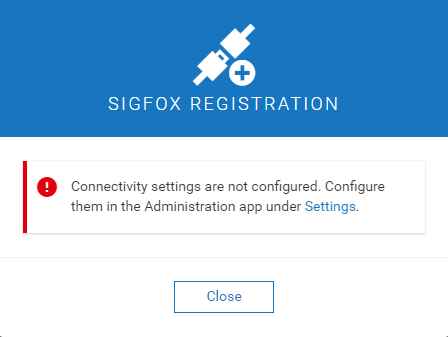 SIGFOX REGISTRATION
Connectivity settings are not configured. Configure
them in the Administration app under Settings.
Close